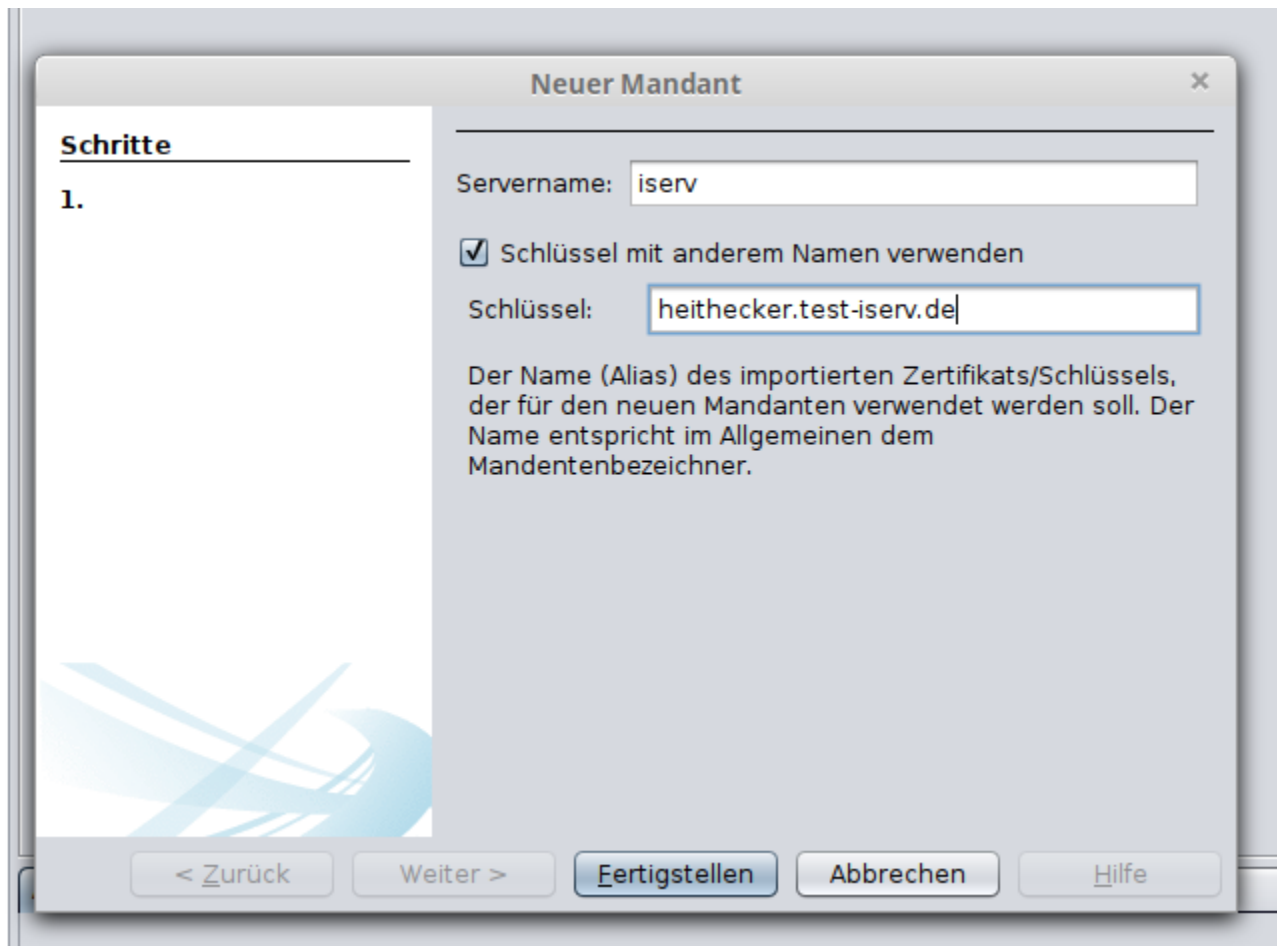 Neuer Mandant
Schritte
1.
Servername: iserv
Schlüssel mit anderem Namen verwenden
Schlüssel: heithecker.test-iserv.de
Der Name (Alias) des importierten Zertifikats/Schlüssels,
der für den neuen Mandanten verwendet werden soll. Der
Name entspricht im Allgemeinen dem
Mandentenbezeichner.
< Zurück Weiter > Fertigstellen Abbrechen Hilfe